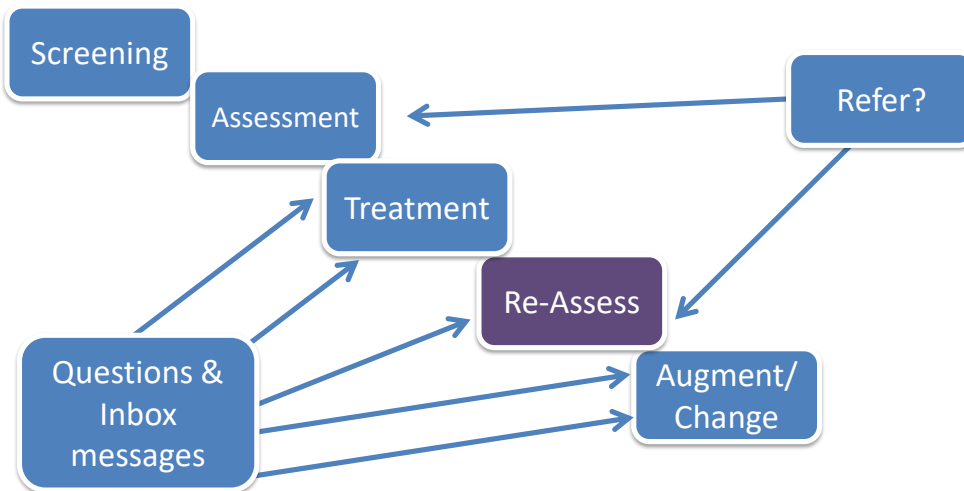 Screening
Assessment
Refer?
Treatment
Re-Assess
Questions &
Inbox
messages
Augment/
Change